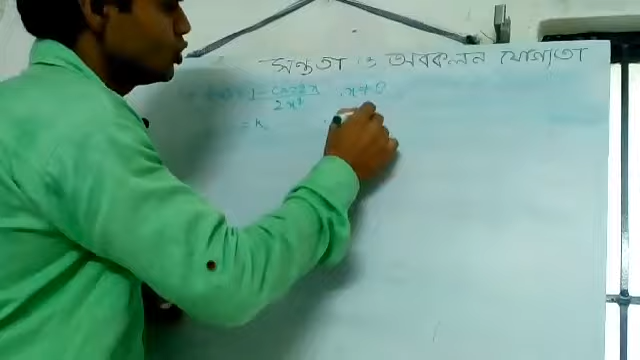 সন্ততা ও অবকলন যোগ্যতা
f(x) = 1 - cos2x / 2x² , x ≠ 0
= k,